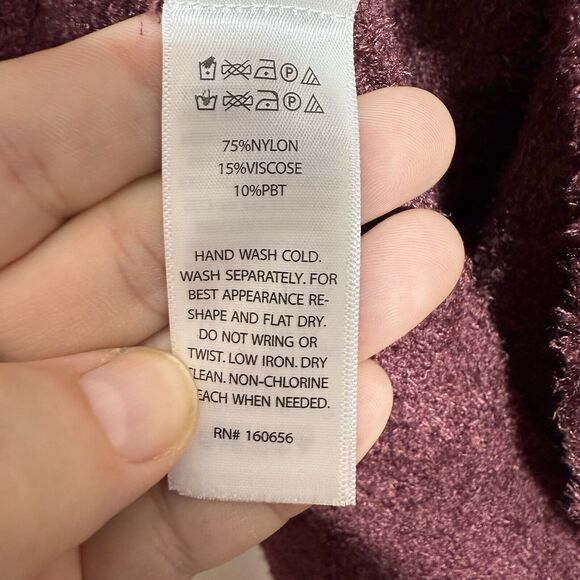 75%NYLON
15%VISCOSE
10%PBT
HAND WASH COLD.
WASH SEPARATELY. FOR
BEST APPEARANCE RE-
SHAPE AND FLAT DRY.
DO NOT WRING OR
TWIST. LOW IRON. DRY
CLEAN. NON-CHLORINE
EACH WHEN NEEDED.
RN# 160656